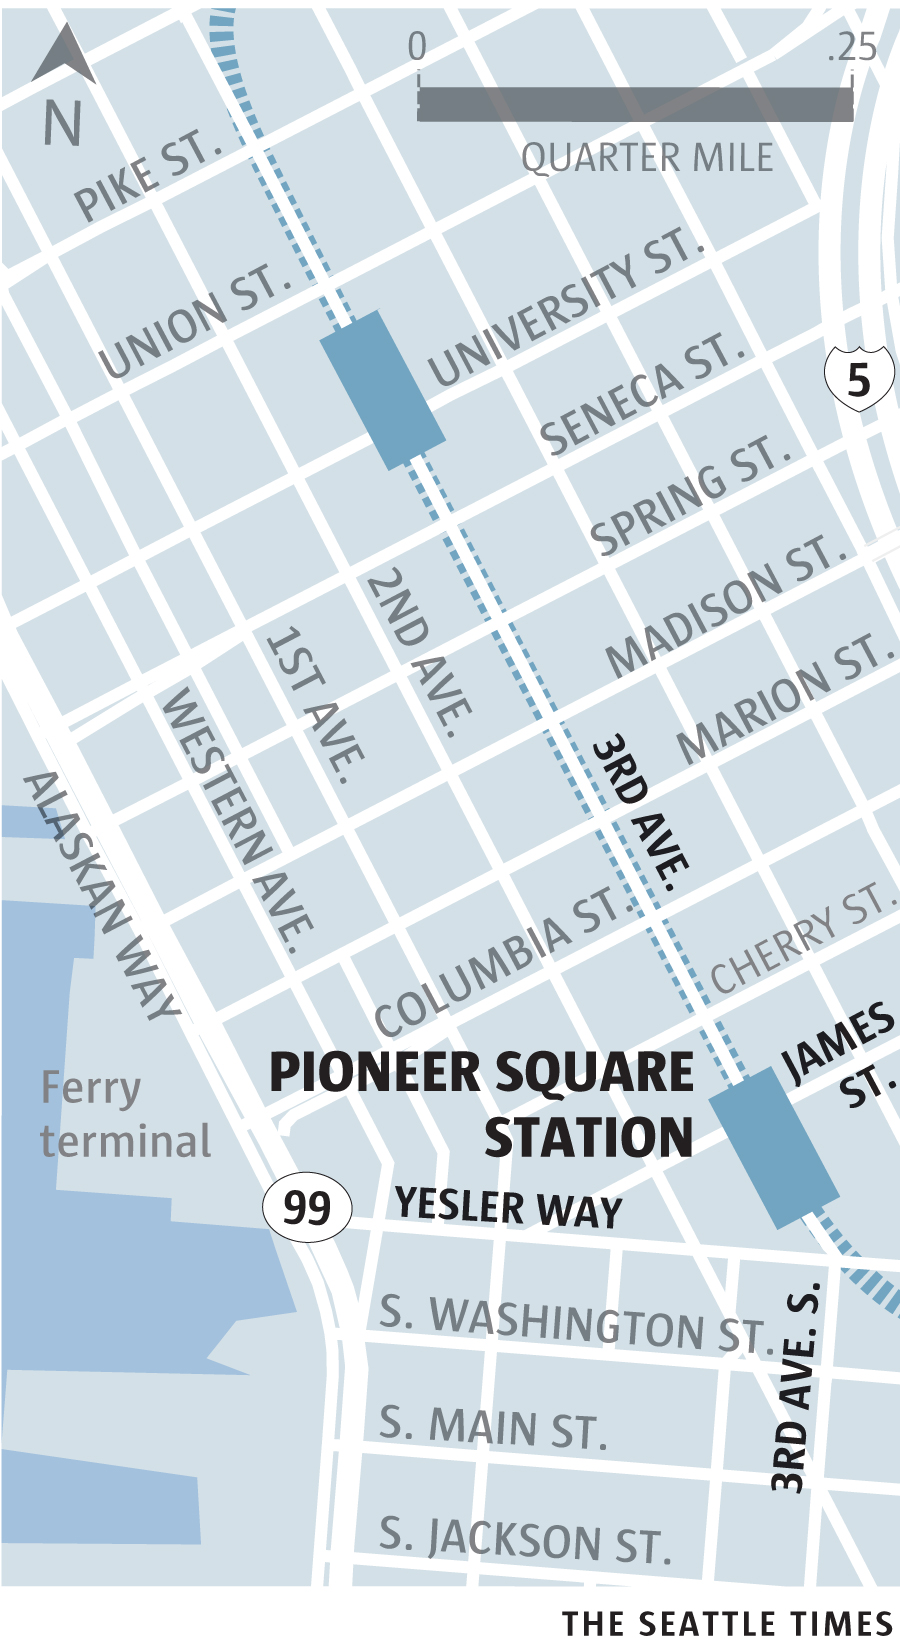 0
.25
N
QUARTER MILE
PIKE ST.
UNION ST.
UNIVERSITY ST.
SENECA ST.
5
SPRING ST.
MADISON ST.
2ND AVE.
1ST AVE.
MARION ST.
WESTERN AVE.
3RD AVE.
ALASKAN WAY
COLUMBIA ST.
CHERRY ST.
JAMES
ST.
PIONEER SQUARE
STATION
Ferry
terminal
99
YESLER WAY
S. WASHINGTON ST.
3RD AVE. S.
S. MAIN ST.
S. JACKSON ST.
THE SEATTLE TIMES